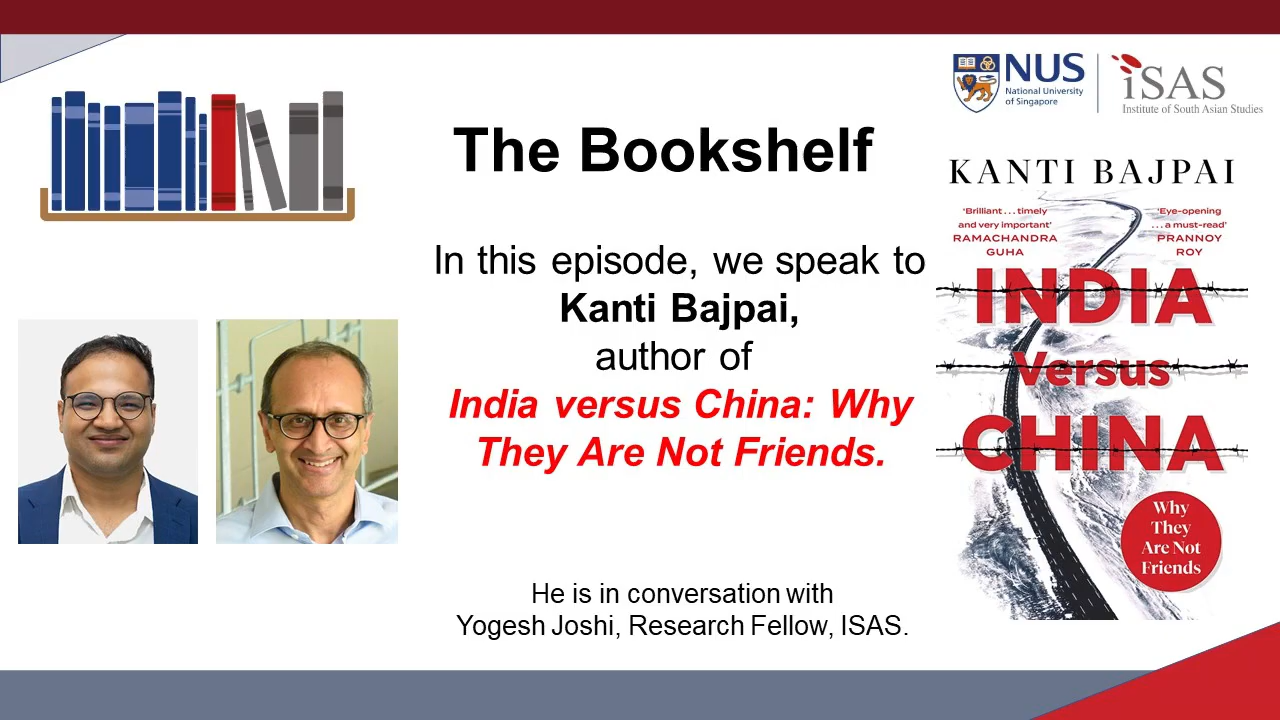 NUS
National University
of Singapore
iSAS
Institute of South Asian Studies
The Bookshelf
In this episode, we speak to
Kanti Bajpai,
author of
India versus China: Why
They Are Not Friends.
He is in conversation with
Yogesh Joshi, Research Fellow, ISAS.
KANTI BAJPAI
'Brilliant . . . timely
and very important'
RAMACHANDRA
GUHA
'Eye-opening
. . . a must-read'
PRANNOY
ROY
INDIA
Versus
CHINA
Why
They
Are Not
Friends